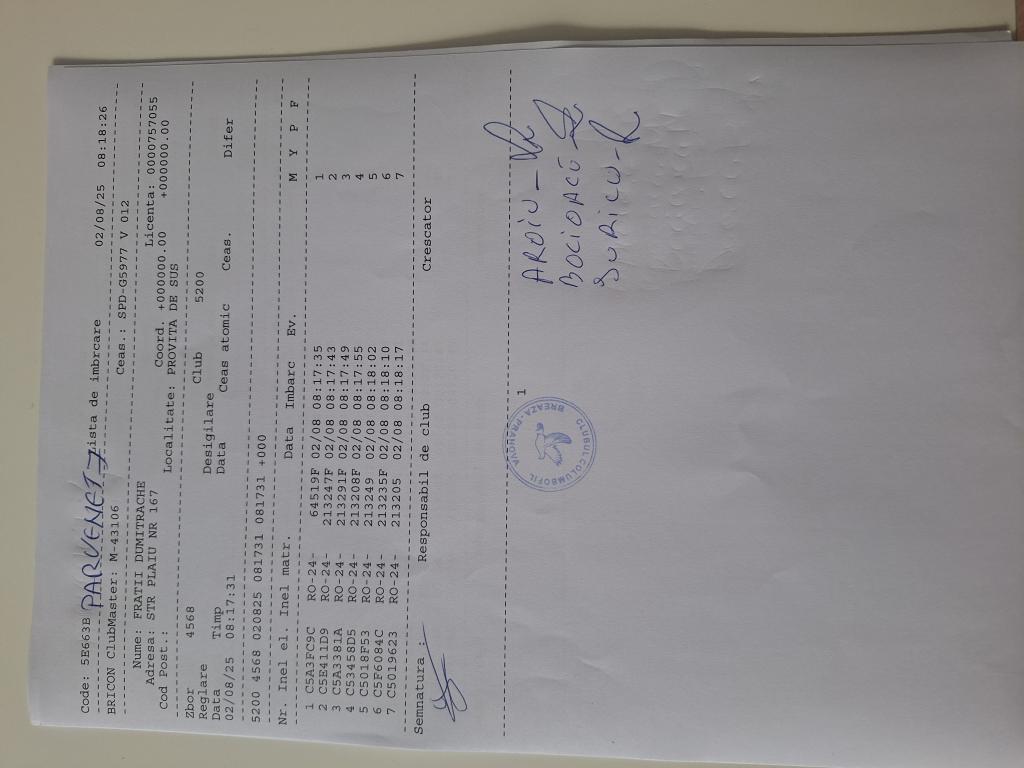 Code: 5B663B PARVENET 7 ista de imbrcare 02/08/25 08:18:26
BRICON ClubMaster: M-43106 Ceas.: SPD-G5977 V 012
Nume: FRATII DUMITRACHE
Adresa: STR PLAIU NR 167 Licenta: 0000757055
Coord. +000000.00 +000000.00
Cod Post.: Localitate: PROVITA DE SUS
Zbor 4568 Club 5200
Reglare Desigilare
Data Timp Data Ceas atomic Ceas. Difer
02/08/25 08:17:31
5200 4568 020825 081731 081731 +000
Nr. Inel el. Inel matr. Data Imbarc Ev. M Y P F
1 C5A3FC9C RO-24- 64519F 02/08 08:17:35 1
2 C5E411D9 RO-24- 213247F 02/08 08:17:43 2
3 C5A3381A RO-24- 213291F 02/08 08:17:49 3
4 C53458D5 RO-24- 213208F 02/08 08:17:55 4
5 C5018F53 RO-24- 213249 02/08 08:18:02 5
6 C5F6084C RO-24- 213235F 02/08 08:18:10 6
7 C5019623 RO-24- 213205 02/08 08:18:17 7
Semnatura : Responsabil de club Crescator
1
CLUBUL COLUMBOFIL VULTURUL
BREAZA - PRAHOVA
AROIU -
BOCIOACĂ -
SURICU -